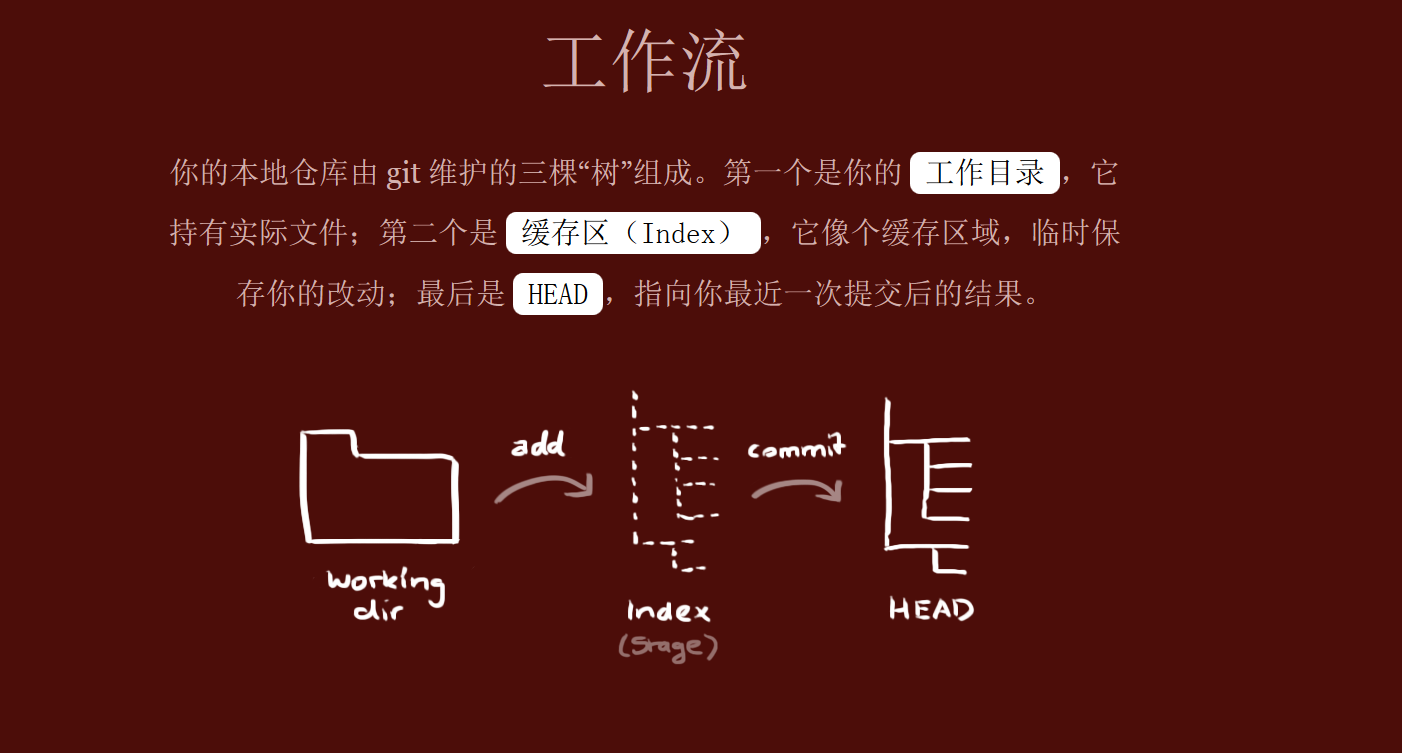 工作流
你的本地仓库由 git 维护的三棵“树”组成。第一个是你的 工作目录，它
持有实际文件；第二个是 缓存区（Index），它像个缓存区域，临时保
存你的改动；最后是 HEAD，指向你最近一次提交后的结果。
add
commit
working
dir
Index
(Stage)
HEAD